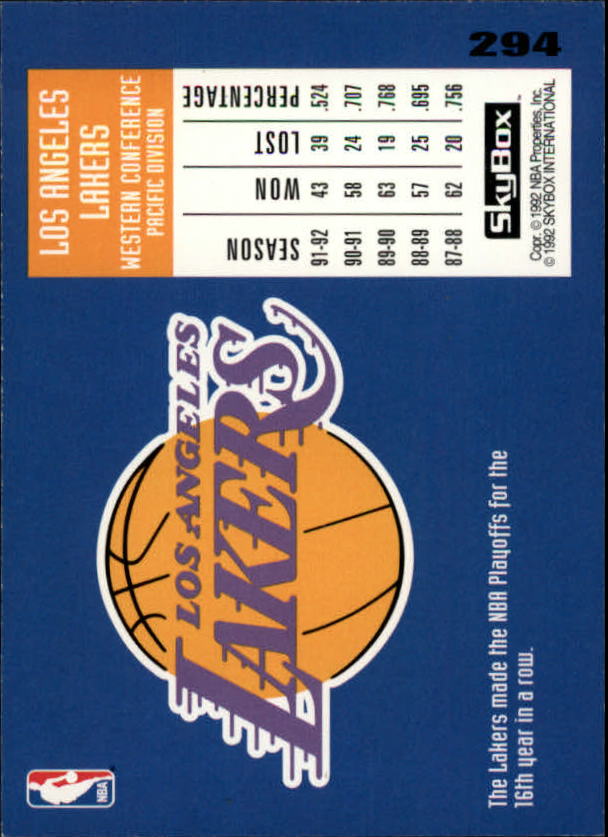 294
LOS ANGELES
LAKERS
WESTERN CONFERENCE
PACIFIC DIVISION
SEASON WON LOST PERCENTAGE
91-92 43 39 .524
90-91 58 24 .707
89-90 63 19 .768
88-89 57 25 .695
87-88 62 20 .756
SkyBox™
Copr. © 1992 NBA Properties, Inc.
© 1992 SKYBOX INTERNATIONAL
LOS ANGELES
LAKERS
The Lakers made the NBA Playoffs for the
16th year in a row.
NBA